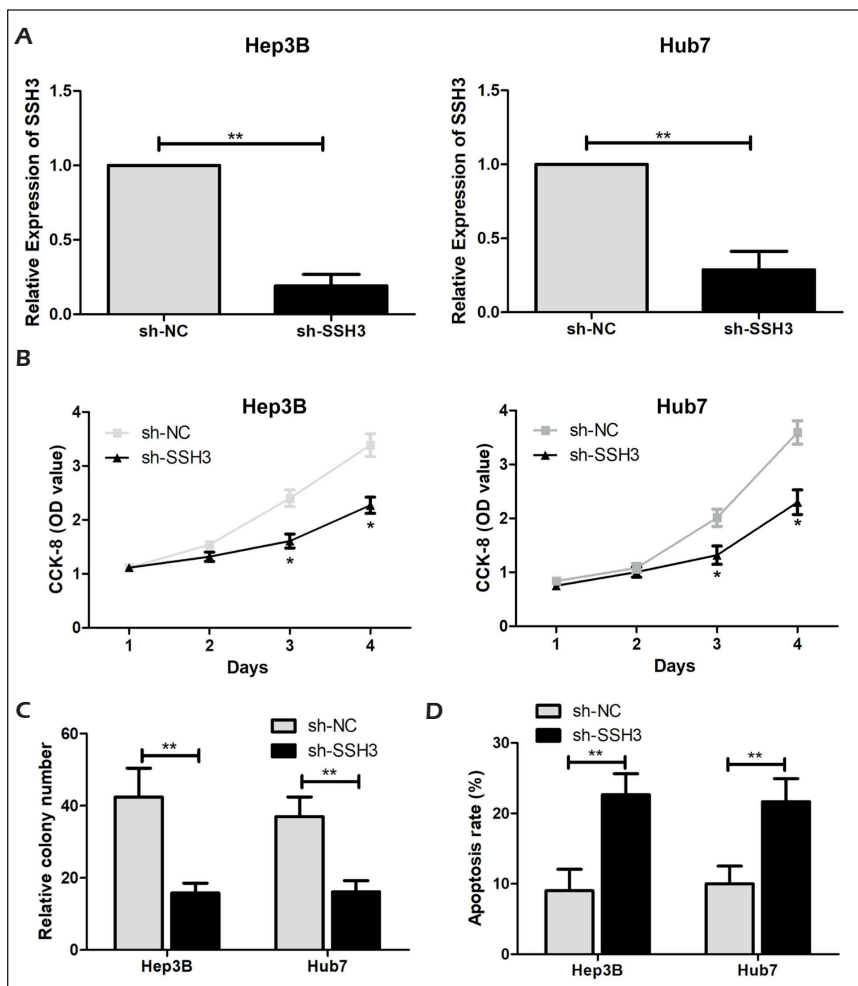 A
Hep3B
Relative Expression of SSH3
1.5
1.0
0.5
0.0
**
sh-NC
sh-SSH3
Hub7
Relative Expression of SSH3
1.5
1.0
0.5
0.0
**
sh-NC
sh-SSH3
B
Hep3B
CCK-8 (OD value)
4
3
2
1
0
sh-NC
sh-SSH3
*
*
1 2 3 4
Days
Hub7
CCK-8 (OD value)
4
3
2
1
0
sh-NC
sh-SSH3
*
*
1 2 3 4
Days
C
Relative colony number
60
40
20
0
sh-NC
sh-SSH3
**
**
Hep3B Hub7
D
Apoptosis rate (%)
30
20
10
0
sh-NC
sh-SSH3
**
**
Hep3B Hub7